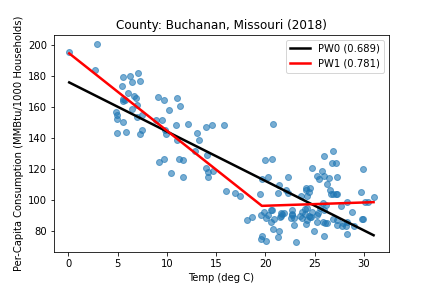 County: Buchanan, Missouri (2018)
PW0 (0.689)
PW1 (0.781)
Per-Capita Consumption (MMBtu/1000 Households)
200
180
160
140
120
100
80
0 5 10 15 20 25 30
Temp (deg C)